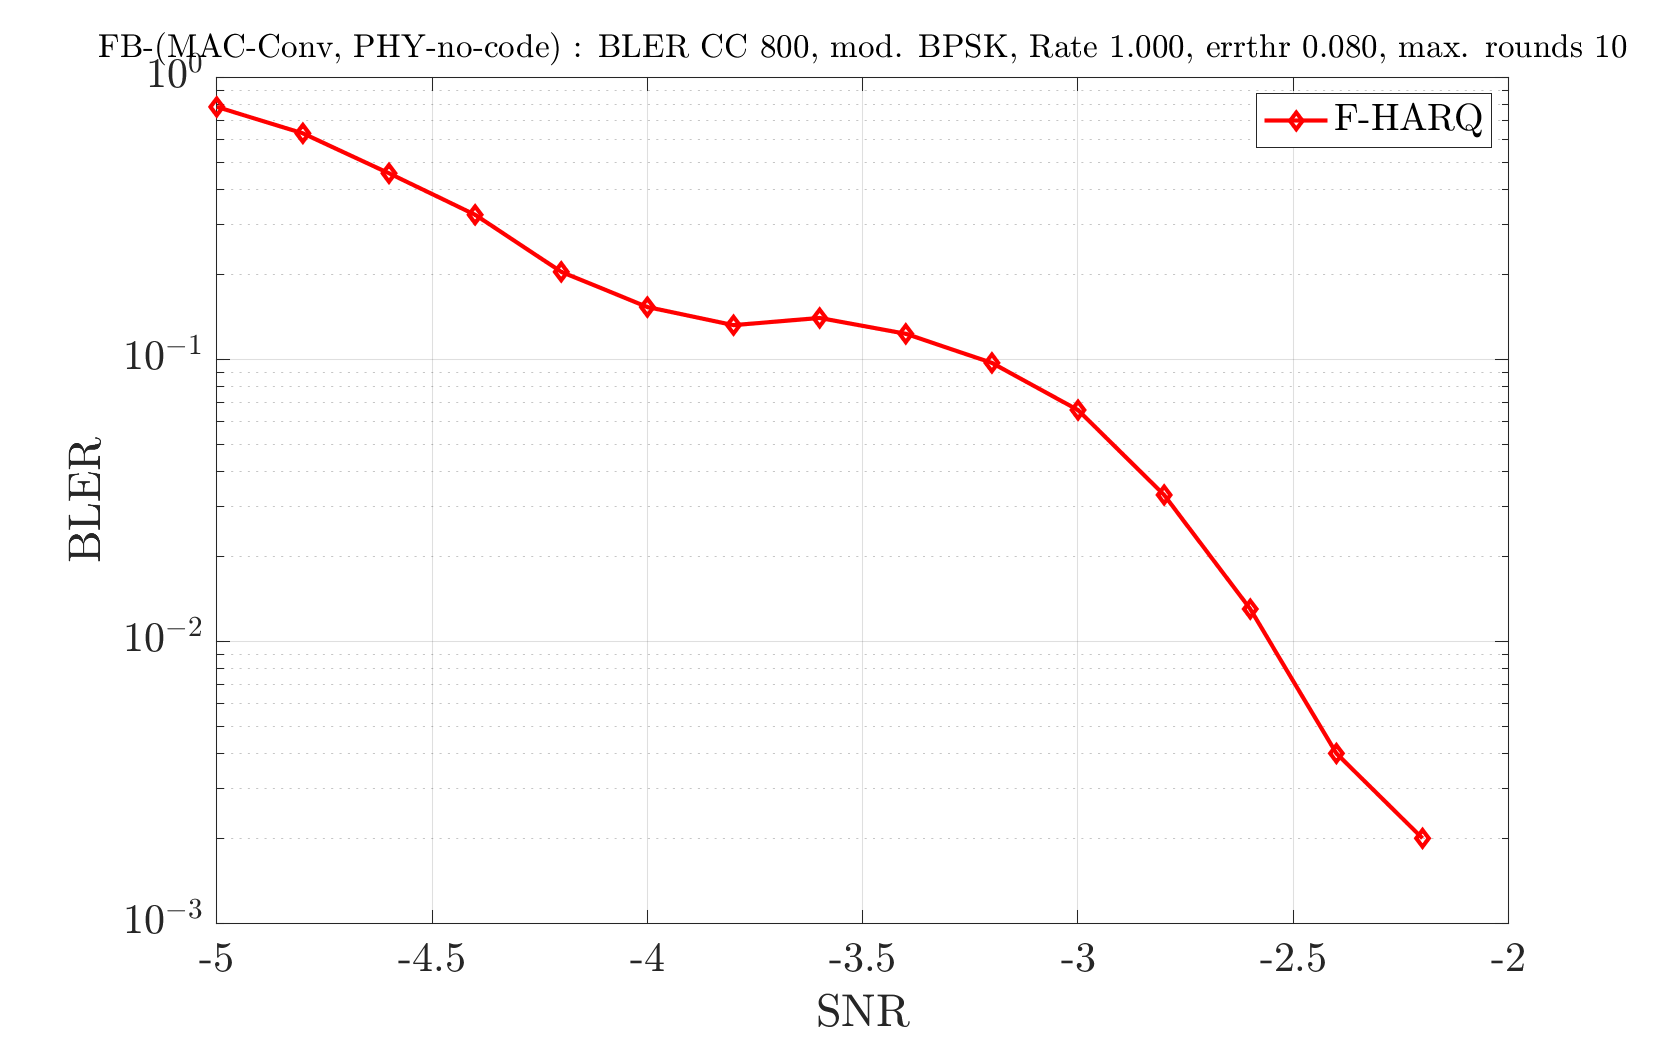 FB-(MAC-Conv, PHY-no-code) : BLER CC 800, mod. BPSK, Rate 1.000, errthr 0.080, max. rounds 10
10⁰
F-HARQ
10⁻¹
BLER
10⁻²
10⁻³
-5 -4.5 -4 -3.5 -3 -2.5 -2
SNR